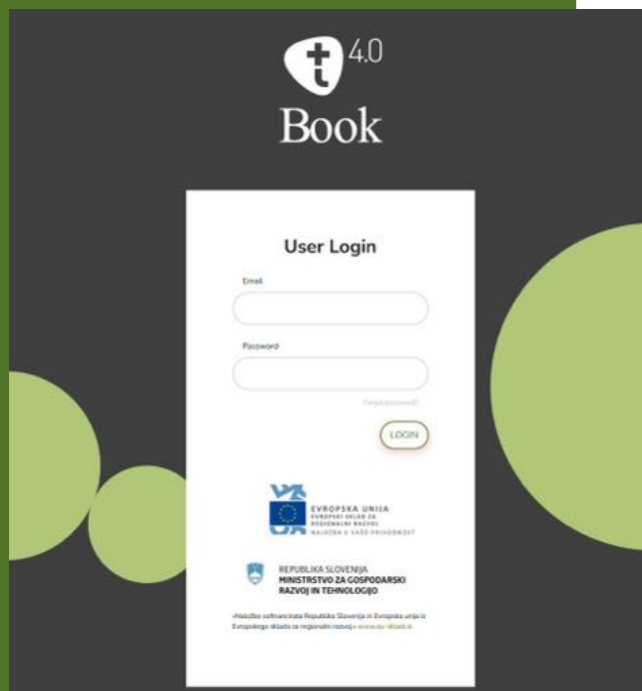 t 4.0
Book
User Login
Email
Password
Forgot password?
LOGIN
EVROPSKA UNIJA
EVROPSKI SKLAD ZA
REGIONALNI RAZVOJ
NALOŽBA V VAŠO PRIHODNOST
REPUBLIKA SLOVENIJA
MINISTRSTVO ZA GOSPODARSKI
RAZVOJ IN TEHNOLOGIJO
»Naložbo sofinancirata Republika Slovenija in Evropska unija iz
Evropskega sklada za regionalni razvoj.« www.eu-skladi.si.